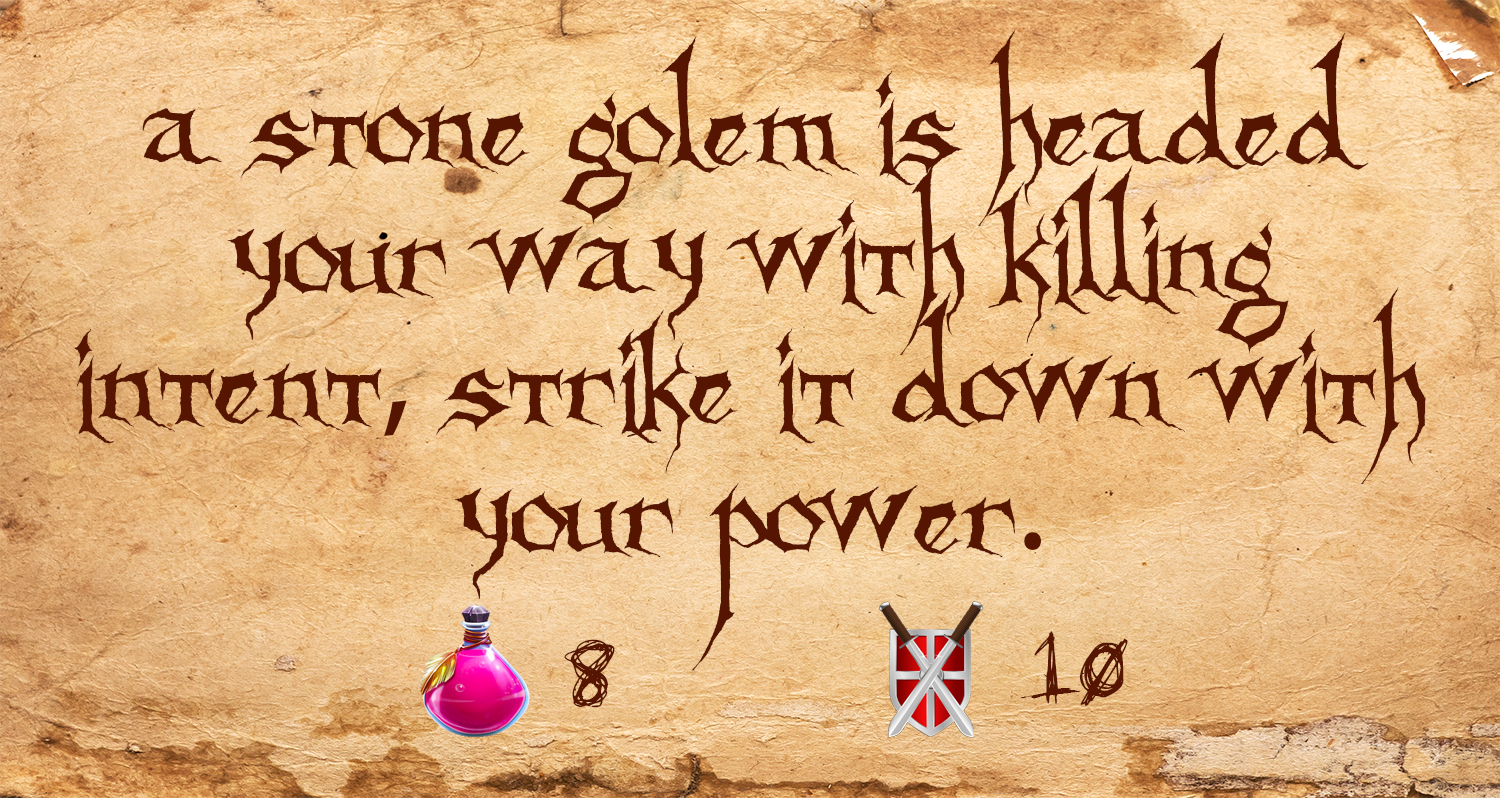 a stone golem is headed
your way with killing
intent, strike it down with
your power.
8 10